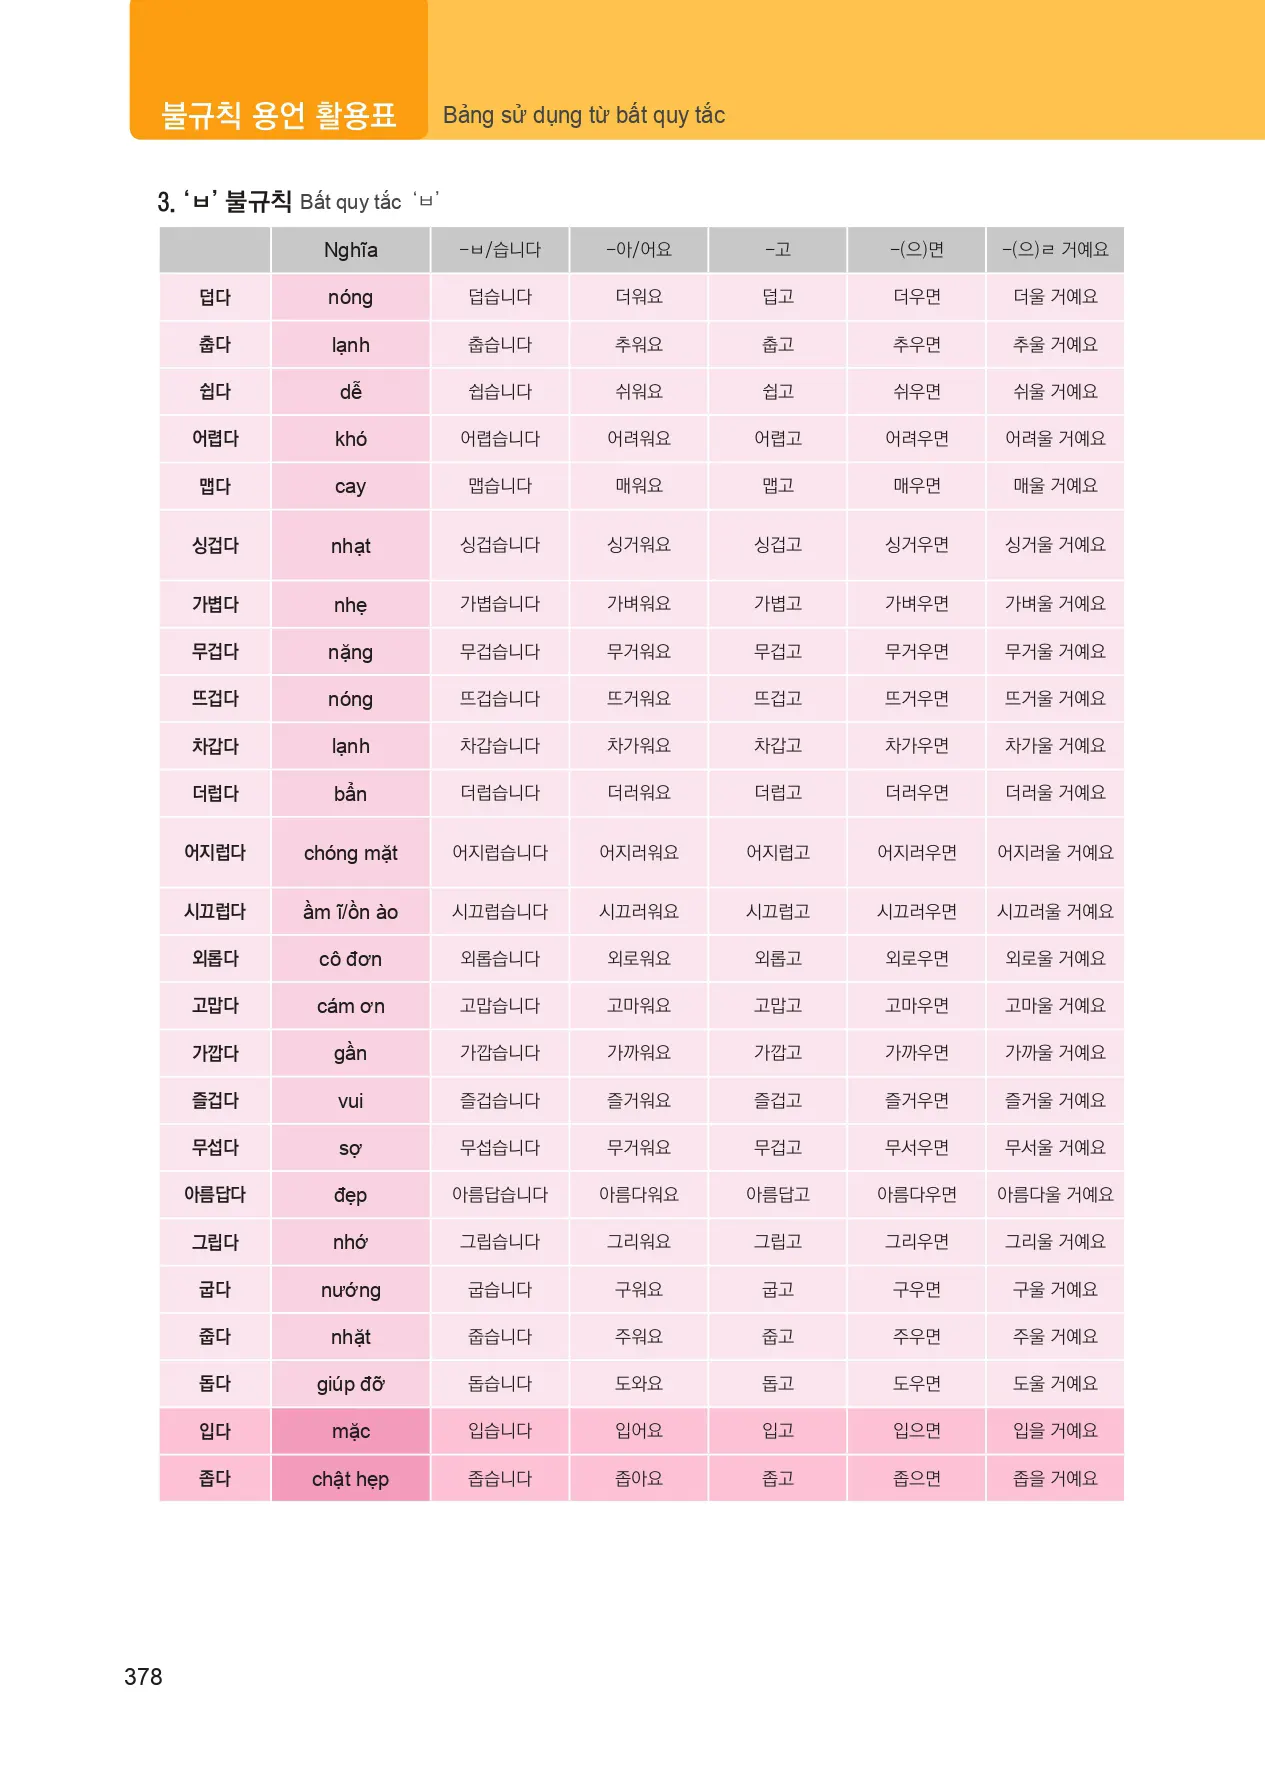 불규칙 용언 활용표 Bảng sử dụng từ bất quy tắc
3. ‘ㅂ’ 불규칙 Bất quy tắc ‘ㅂ’
Nghĩa -ㅂ/습니다 -아/어요 -고 -(으)면 -(으)ㄹ 거예요
덥다 nóng 덥습니다 더워요 덥고 더우면 더울 거예요
춥다 lạnh 춥습니다 추워요 춥고 추우면 추울 거예요
쉽다 dễ 쉽습니다 쉬워요 쉽고 쉬우면 쉬울 거예요
어렵다 khó 어렵습니다 어려워요 어렵고 어려우면 어려울 거예요
맵다 cay 맵습니다 매워요 맵고 매우면 매울 거예요
싱겁다 nhạt 싱겁습니다 싱거워요 싱겁고 싱거우면 싱거울 거예요
가볍다 nhẹ 가볍습니다 가벼워요 가볍고 가벼우면 가벼울 거예요
무겁다 nặng 무겁습니다 무거워요 무겁고 무거우면 무거울 거예요
뜨겁다 nóng 뜨겁습니다 뜨거워요 뜨겁고 뜨거우면 뜨거울 거예요
차갑다 lạnh 차갑습니다 차가워요 차갑고 차가우면 차가울 거예요
더럽다 bẩn 더럽습니다 더러워요 더럽고 더러우면 더러울 거예요
어지럽다 chóng mặt 어지럽습니다 어지러워요 어지럽고 어지러우면 어지러울 거예요
시끄럽다 ầm ĩ/ồn ào 시끄럽습니다 시끄러워요 시끄럽고 시끄러우면 시끄러울 거예요
외롭다 cô đơn 외롭습니다 외로워요 외롭고 외로우면 외로울 거예요
고맙다 cám ơn 고맙습니다 고마워요 고맙고 고마우면 고마울 거예요
가깝다 gần 가깝습니다 가까워요 가깝고 가까우면 가까울 거예요
즐겁다 vui 즐겁습니다 즐거워요 즐겁고 즐거우면 즐거울 거예요
무섭다 sợ 무섭습니다 무거워요 무겁고 무서우면 무서울 거예요
아름답다 đẹp 아름답습니다 아름다워요 아름답고 아름다우면 아름다울 거예요
그립다 nhớ 그립습니다 그리워요 그립고 그리우면 그리울 거예요
굽다 nướng 굽습니다 구워요 굽고 구우면 구울 거예요
줍다 nhặt 줍습니다 주워요 줍고 주우면 주울 거예요
돕다 giúp đỡ 돕습니다 도와요 돕고 도우면 도울 거예요
입다 mặc 입습니다 입어요 입고 입으면 입을 거예요
좁다 chật hẹp 좁습니다 좁아요 좁고 좁으면 좁을 거예요
378